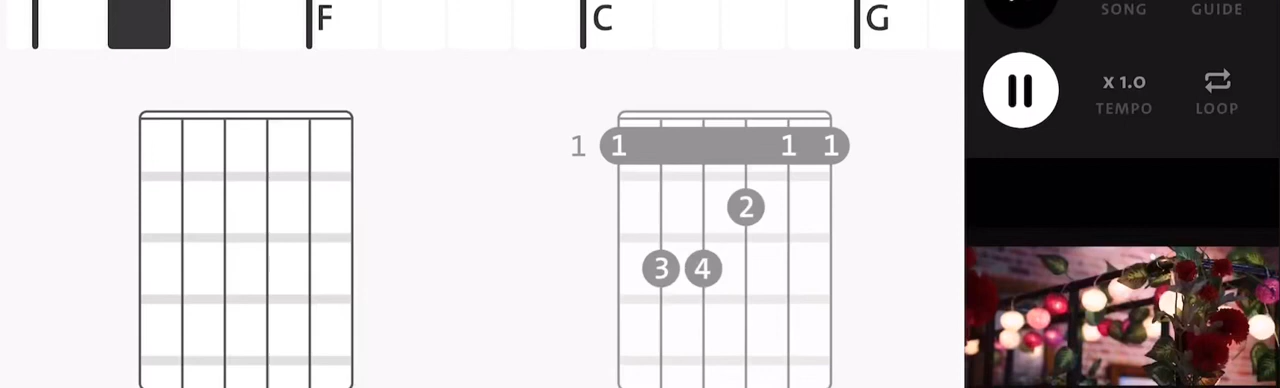 F C G
SONG GUIDE
X 1.0
TEMPO LOOP
1 1 1 1
2
3 4